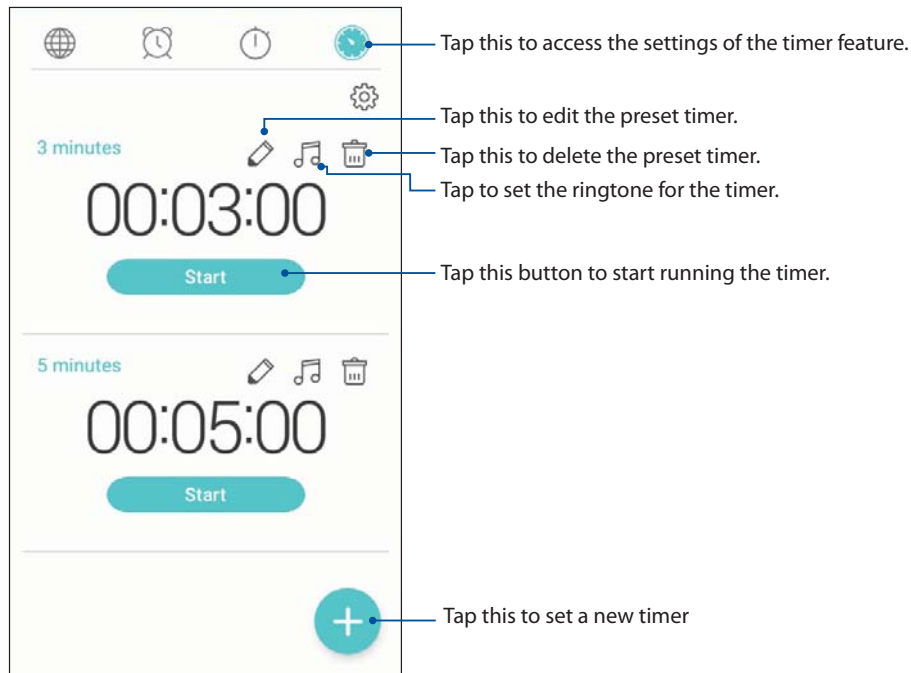 Tap this to access the settings of the timer feature.
Tap this to edit the preset timer.
3 minutes
Tap this to delete the preset timer.
Tap to set the ringtone for the timer.
00:03:00
Start
Tap this button to start running the timer.
5 minutes
00:05:00
Start
Tap this to set a new timer